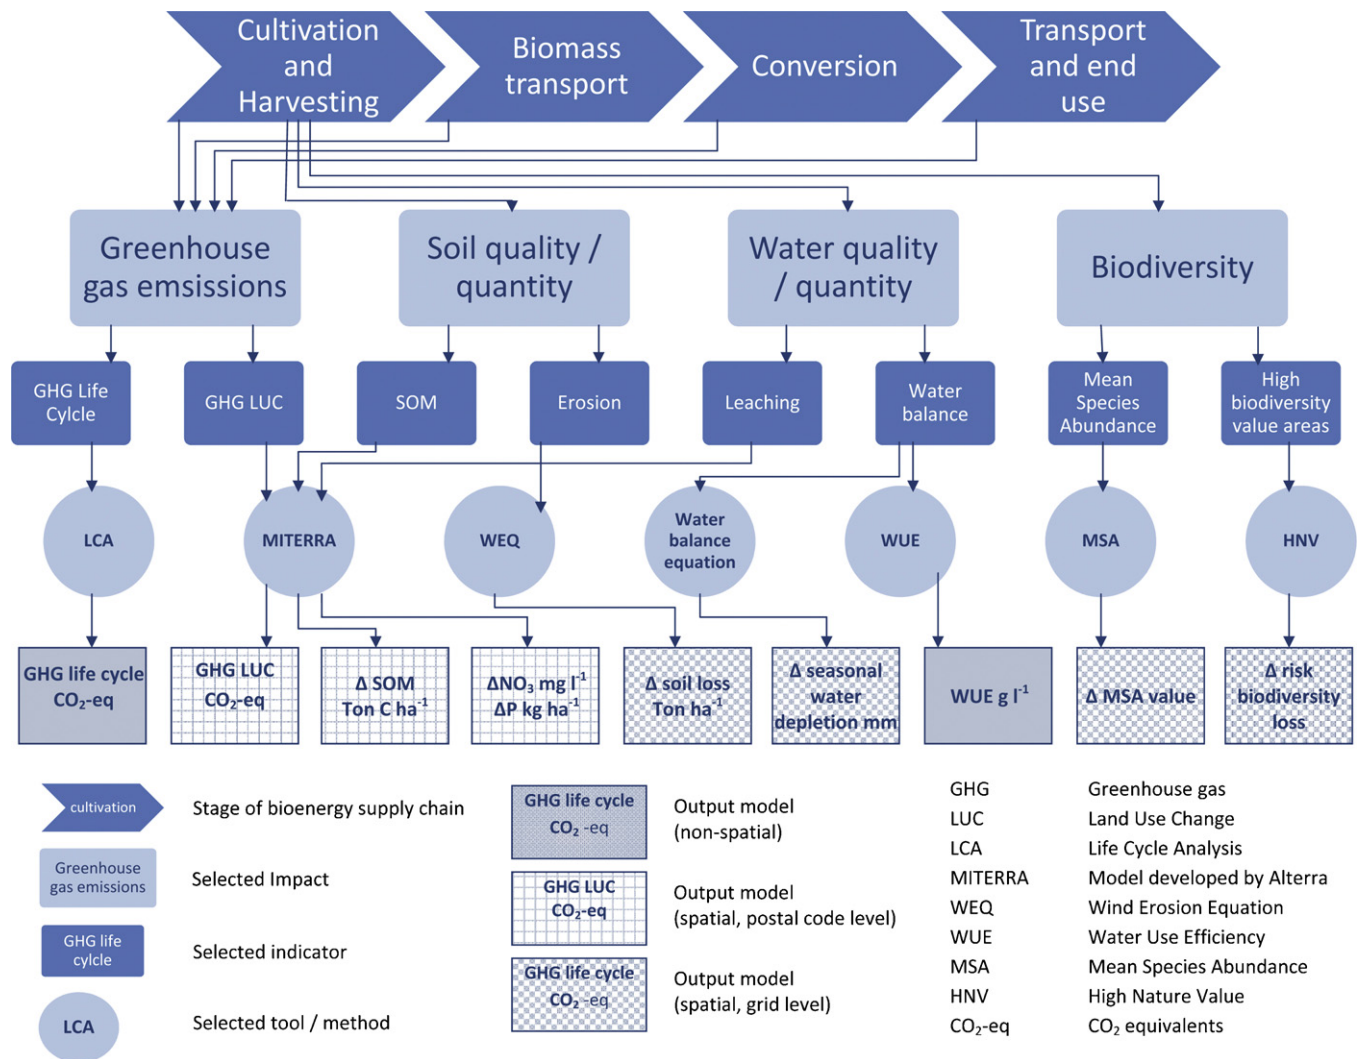 Cultivation
and
Harvesting
Biomass
transport
Conversion
Transport
and end
use
Greenhouse
gas emsissions
Soil quality /
quantity
Water quality
/ quantity
Biodiversity
GHG Life
Cylcle
GHG LUC
SOM
Erosion
Leaching
Water
balance
Mean
Species
Abundance
High
biodiversity
value areas
LCA
MITERRA
WEQ
Water
balance
equation
WUE
MSA
HNV
GHG life cycle
CO₂-eq
GHG LUC
CO₂-eq
Δ SOM
Ton C ha⁻¹
ΔNO₃ mg l⁻¹
ΔP kg ha⁻¹
Δ soil loss
Ton ha⁻¹
Δ seasonal
water
depletion mm
WUE g l⁻¹
Δ MSA value
Δ risk
biodiversity
loss
cultivation
Stage of bioenergy supply chain
Greenhouse
gas emissions
Selected Impact
GHG life
cylcle
Selected indicator
LCA
Selected tool / method
GHG life cycle
CO₂ -eq
Output model
(non-spatial)
GHG LUC
CO₂-eq
Output model
(spatial, postal code level)
GHG life cycle
CO₂ -eq
Output model
(spatial, grid level)
GHG Greenhouse gas
LUC Land Use Change
LCA Life Cycle Analysis
MITERRA Model developed by Alterra
WEQ Wind Erosion Equation
WUE Water Use Efficiency
MSA Mean Species Abundance
HNV High Nature Value
CO₂-eq CO₂ equivalents